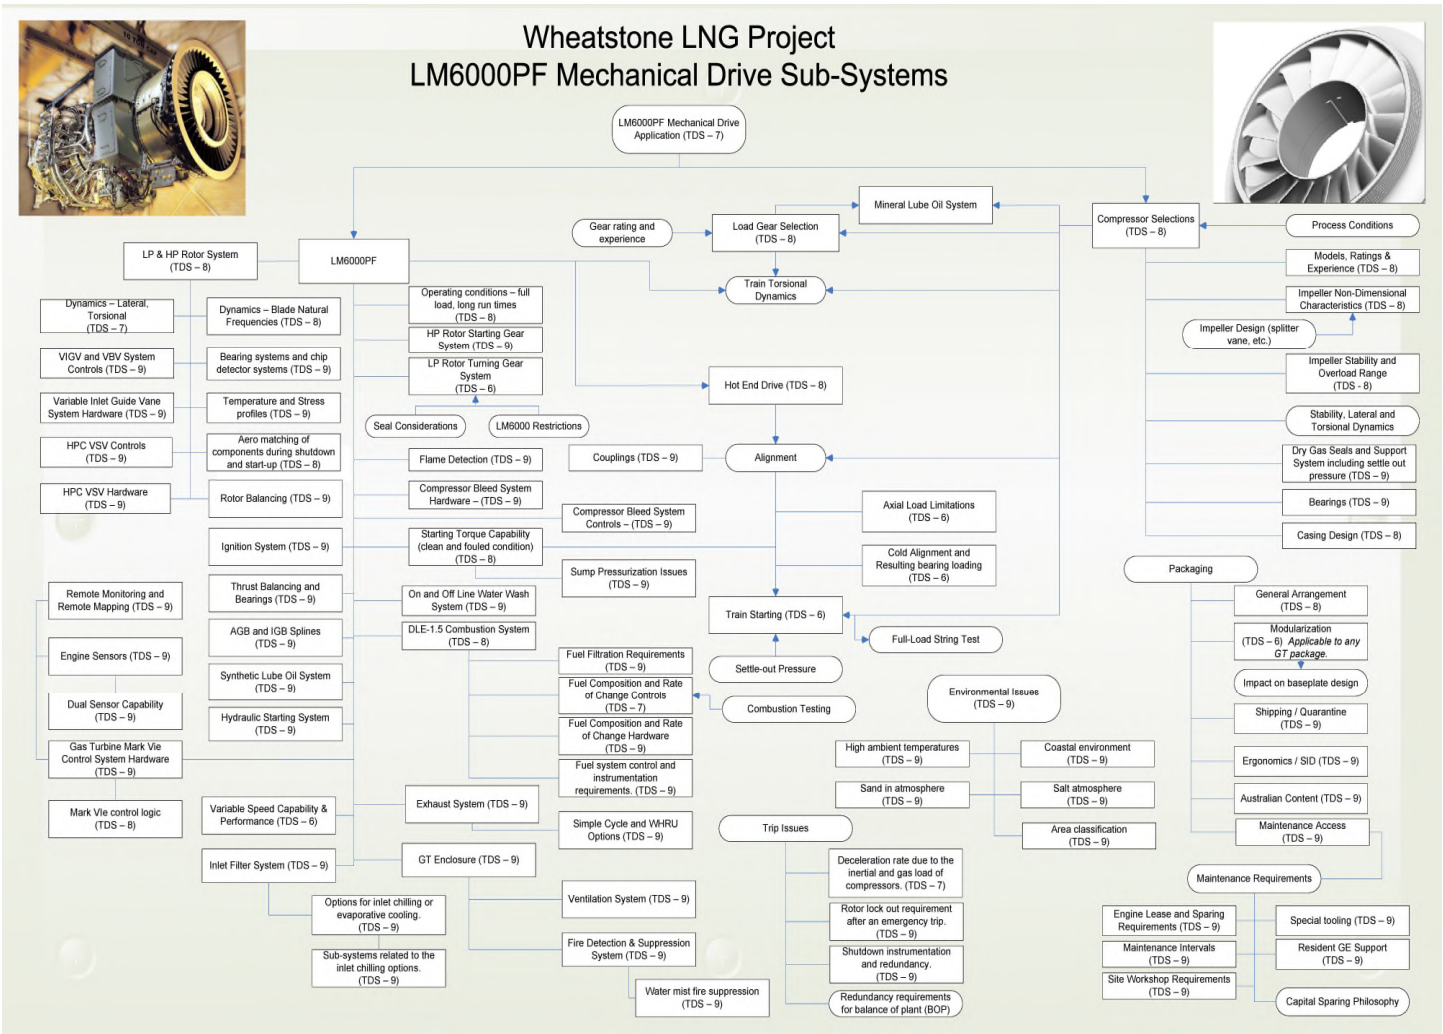 Wheatstone LNG Project
LM6000PF Mechanical Drive Sub-Systems
LM6000PF Mechanical Drive
Application (TDS – 7)
Mineral Lube Oil System
Gear rating and
experience
Load Gear Selection
(TDS – 8)
Compressor Selections
(TDS – 8)
Process Conditions
LP & HP Rotor System
(TDS – 8)
LM6000PF
Train Torsional
Dynamics
Models, Ratings &
Experience (TDS – 8)
Impeller Non-Dimensional
Characteristics (TDS – 8)
Impeller Design (splitter
vane, etc.)
Impeller Stability and
Overload Range
(TDS - 8)
Stability, Lateral and
Torsional Dynamics
Dry Gas Seals and Support
System including settle out
pressure (TDS – 9)
Bearings (TDS – 9)
Casing Design (TDS – 8)
Dynamics – Lateral,
Torsional
(TDS – 7)
Dynamics – Blade Natural
Frequencies (TDS – 8)
VIGV and VBV System
Controls (TDS – 9)
Bearing systems and chip
detector systems (TDS – 9)
Variable Inlet Guide Vane
System Hardware (TDS – 9)
Temperature and Stress
profiles (TDS – 9)
HPC VSV Controls
(TDS – 9)
Aero matching of
components during shutdown
and start-up (TDS – 8)
HPC VSV Hardware
(TDS – 9)
Rotor Balancing (TDS – 9)
Operating conditions – full
load, long run times
(TDS – 8)
HP Rotor Starting Gear
System (TDS – 9)
LP Rotor Turning Gear
System
(TDS – 6)
Seal Considerations
LM6000 Restrictions
Hot End Drive (TDS – 8)
Flame Detection (TDS – 9)
Couplings (TDS – 9)
Alignment
Compressor Bleed System
Hardware – (TDS – 9)
Compressor Bleed System
Controls – (TDS – 9)
Axial Load Limitations
(TDS – 6)
Ignition System (TDS – 9)
Starting Torque Capability
(clean and fouled condition)
(TDS – 8)
Cold Alignment and
Resulting bearing loading
(TDS – 6)
Sump Pressurization Issues
(TDS – 9)
Thrust Balancing and
Bearings (TDS – 9)
On and Off Line Water Wash
System (TDS – 9)
Train Starting (TDS – 6)
Full-Load String Test
Settle-out Pressure
Remote Monitoring and
Remote Mapping (TDS – 9)
AGB and IGB Splines
(TDS – 9)
DLE-1.5 Combustion System
(TDS – 8)
Engine Sensors (TDS – 9)
Synthetic Lube Oil System
(TDS – 9)
Fuel Filtration Requirements
(TDS – 9)
Dual Sensor Capability
(TDS – 9)
Hydraulic Starting System
(TDS – 9)
Fuel Composition and Rate
of Change Controls
(TDS – 7)
Combustion Testing
Gas Turbine Mark Vie
Control System Hardware
(TDS – 9)
Fuel Composition and Rate
of Change Hardware
(TDS – 9)
Fuel system control and
instrumentation
requirements. (TDS – 9)
Mark VIe control logic
(TDS – 8)
Variable Speed Capability &
Performance (TDS – 6)
Exhaust System (TDS – 9)
Simple Cycle and WHRU
Options (TDS – 9)
Inlet Filter System (TDS – 9)
GT Enclosure (TDS – 9)
Options for inlet chilling or
evaporative cooling.
(TDS – 9)
Sub-systems related to the
inlet chilling options.
(TDS – 9)
Ventilation System (TDS – 9)
Fire Detection & Suppression
System (TDS – 9)
Water mist fire suppression
(TDS – 9)
Environmental Issues
(TDS – 9)
High ambient temperatures
(TDS – 9)
Coastal environment
(TDS – 9)
Sand in atmosphere
(TDS – 9)
Salt atmosphere
(TDS – 9)
Area classification
(TDS – 9)
Trip Issues
Deceleration rate due to the
inertial and gas load of
compressors. (TDS – 7)
Rotor lock out requirement
after an emergency trip.
(TDS – 9)
Shutdown instrumentation
and redundancy.
(TDS – 9)
Redundancy requirements
for balance of plant (BOP)
Packaging
General Arrangement
(TDS – 8)
Modularization
(TDS – 6) Applicable to any
GT package.
Impact on baseplate design
Shipping / Quarantine
(TDS – 9)
Ergonomics / SID (TDS – 9)
Australian Content (TDS – 9)
Maintenance Access
(TDS – 9)
Maintenance Requirements
Engine Lease and Sparing
Requirements (TDS – 9)
Special tooling (TDS – 9)
Maintenance Intervals
(TDS – 9)
Resident GE Support
(TDS – 9)
Site Workshop Requirements
(TDS – 9)
Capital Sparing Philosophy